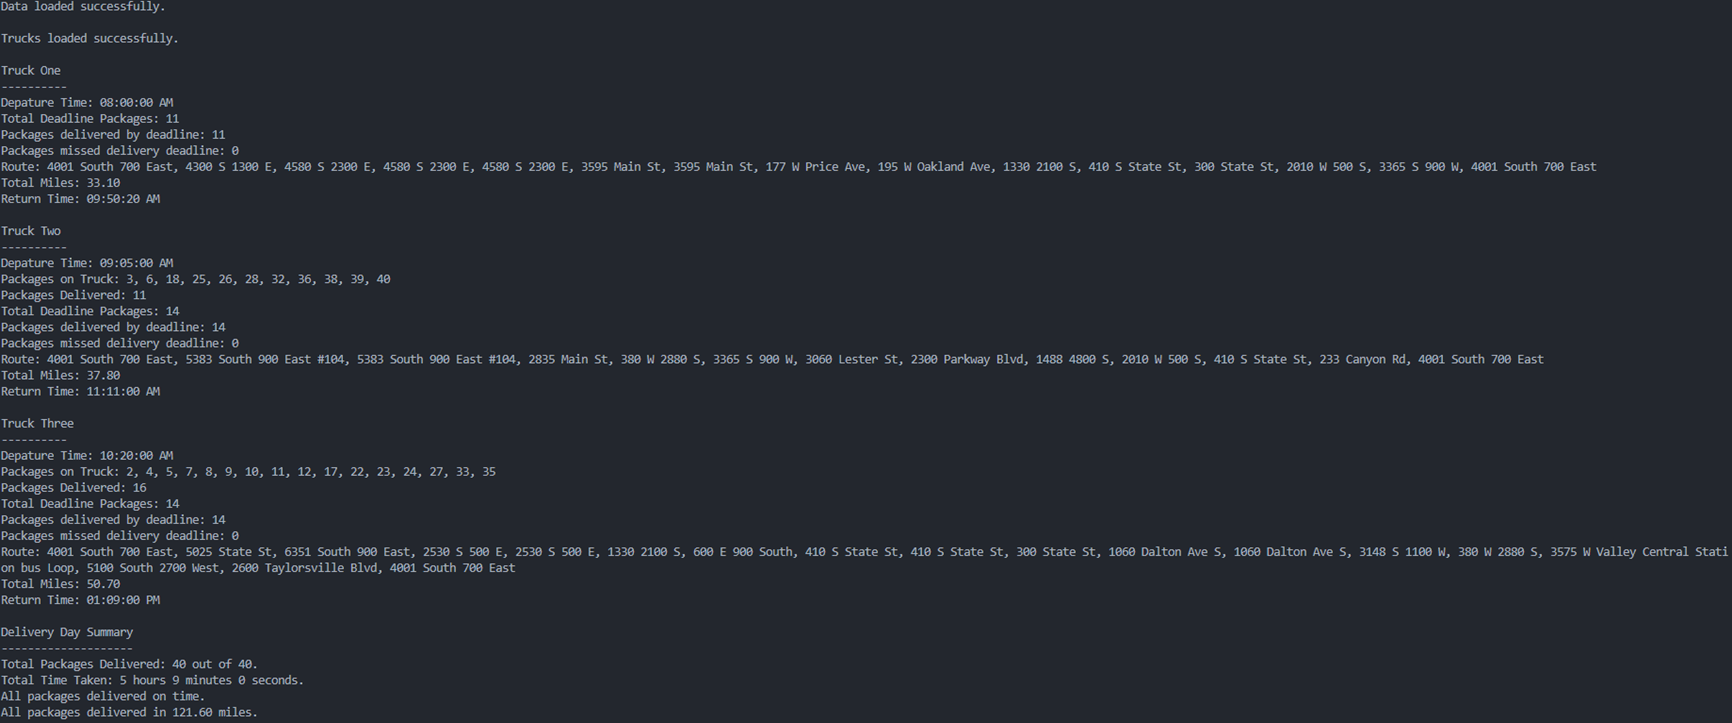 Data loaded successfully.
Trucks loaded successfully.
Truck One
----------
Depature Time: 08:00:00 AM
Total Deadline Packages: 11
Packages delivered by deadline: 11
Packages missed delivery deadline: 0
Route: 4001 South 700 East, 4300 S 1300 E, 4580 S 2300 E, 4580 S 2300 E, 4580 S 2300 E, 3595 Main St, 3595 Main St, 177 W Price Ave, 195 W Oakland Ave, 1330 2100 S, 410 S State St, 300 State St, 2010 W 500 S, 3365 S 900 W, 4001 South 700 East
Total Miles: 33.10
Return Time: 09:50:20 AM
Truck Two
----------
Depature Time: 09:05:00 AM
Packages on Truck: 3, 6, 18, 25, 26, 28, 32, 36, 38, 39, 40
Packages Delivered: 11
Total Deadline Packages: 14
Packages delivered by deadline: 14
Packages missed delivery deadline: 0
Route: 4001 South 700 East, 5383 South 900 East #104, 5383 South 900 East #104, 2835 Main St, 380 W 2880 S, 3365 S 900 W, 3060 Lester St, 2300 Parkway Blvd, 1488 4800 S, 2010 W 500 S, 410 S State St, 233 Canyon Rd, 4001 South 700 East
Total Miles: 37.80
Return Time: 11:11:00 AM
Truck Three
----------
Depature Time: 10:20:00 AM
Packages on Truck: 2, 4, 5, 7, 8, 9, 10, 11, 12, 17, 22, 23, 24, 27, 33, 35
Packages Delivered: 16
Total Deadline Packages: 14
Packages delivered by deadline: 14
Packages missed delivery deadline: 0
Route: 4001 South 700 East, 5025 State St, 6351 South 900 East, 2530 S 500 E, 2530 S 500 E, 1330 2100 S, 600 E 900 South, 410 S State St, 410 S State St, 300 State St, 1060 Dalton Ave S, 1060 Dalton Ave S, 3148 S 1100 W, 380 W 2880 S, 3575 W Valley Central Stati
on bus Loop, 5100 South 2700 West, 2600 Taylorsville Blvd, 4001 South 700 East
Total Miles: 50.70
Return Time: 01:09:00 PM
Delivery Day Summary
--------------------
Total Packages Delivered: 40 out of 40.
Total Time Taken: 5 hours 9 minutes 0 seconds.
All packages delivered on time.
All packages delivered in 121.60 miles.